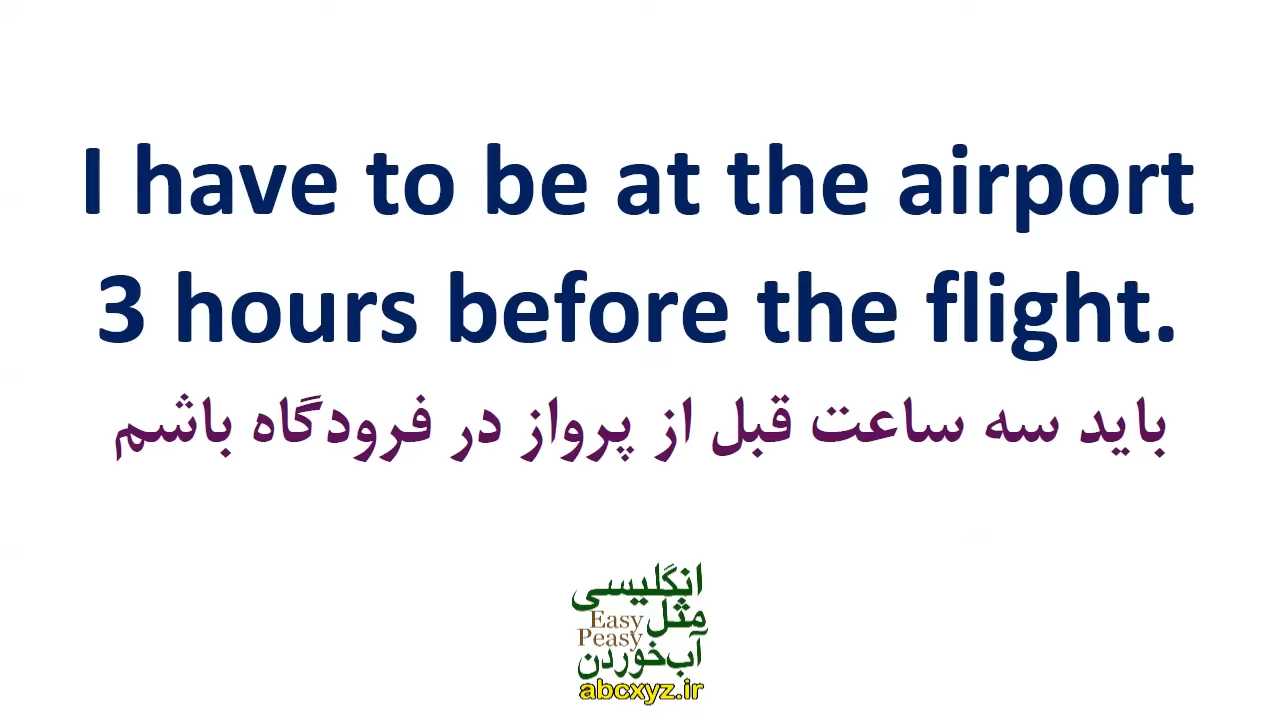 I have to be at the airport
3 hours before the flight.
باید سه ساعت قبل از پرواز در فرودگاه باشم
انگلیسی
مثل
Easy
Peasy
آب‌خوردن
abcxyz.ir